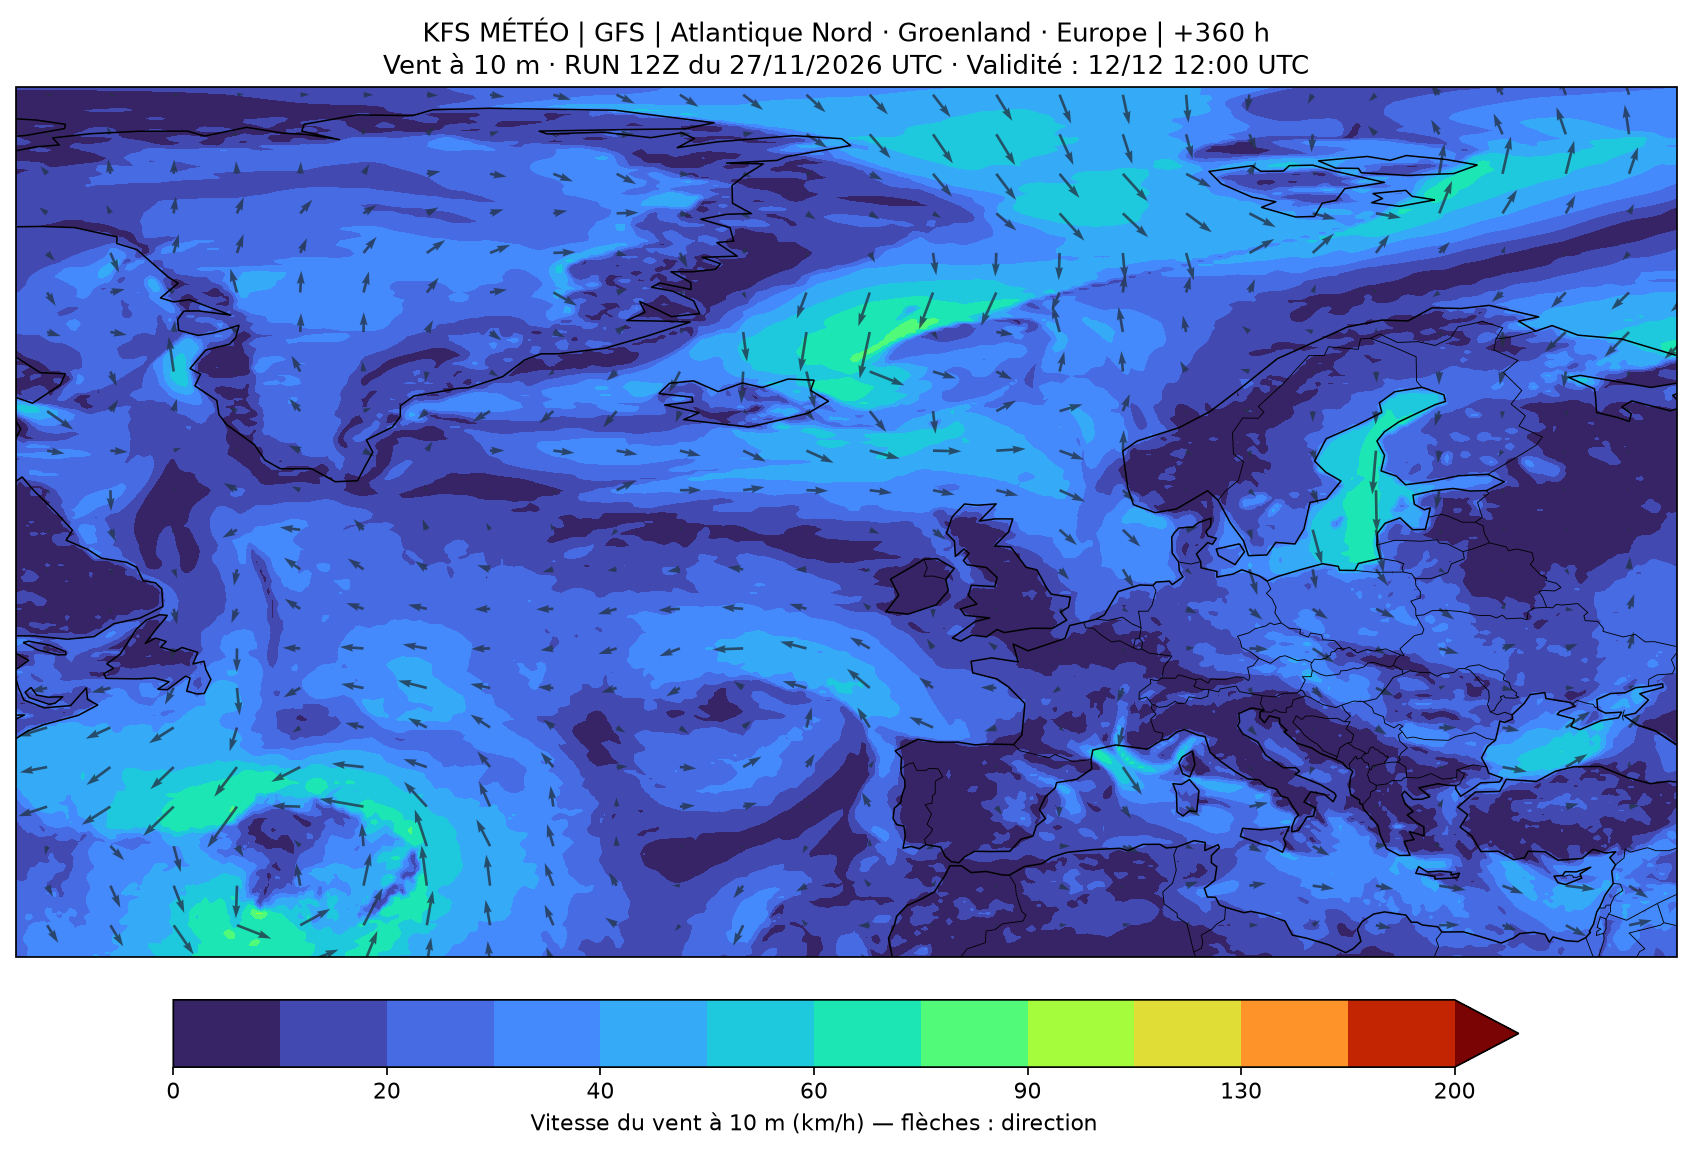 KFS MÉTÉO | GFS | Atlantique Nord · Groenland · Europe | +360 h
Vent à 10 m · RUN 12Z du 27/11/2026 UTC · Validité : 12/12 12:00 UTC
0 20 40 60 90 130 200
Vitesse du vent à 10 m (km/h) — flèches : direction